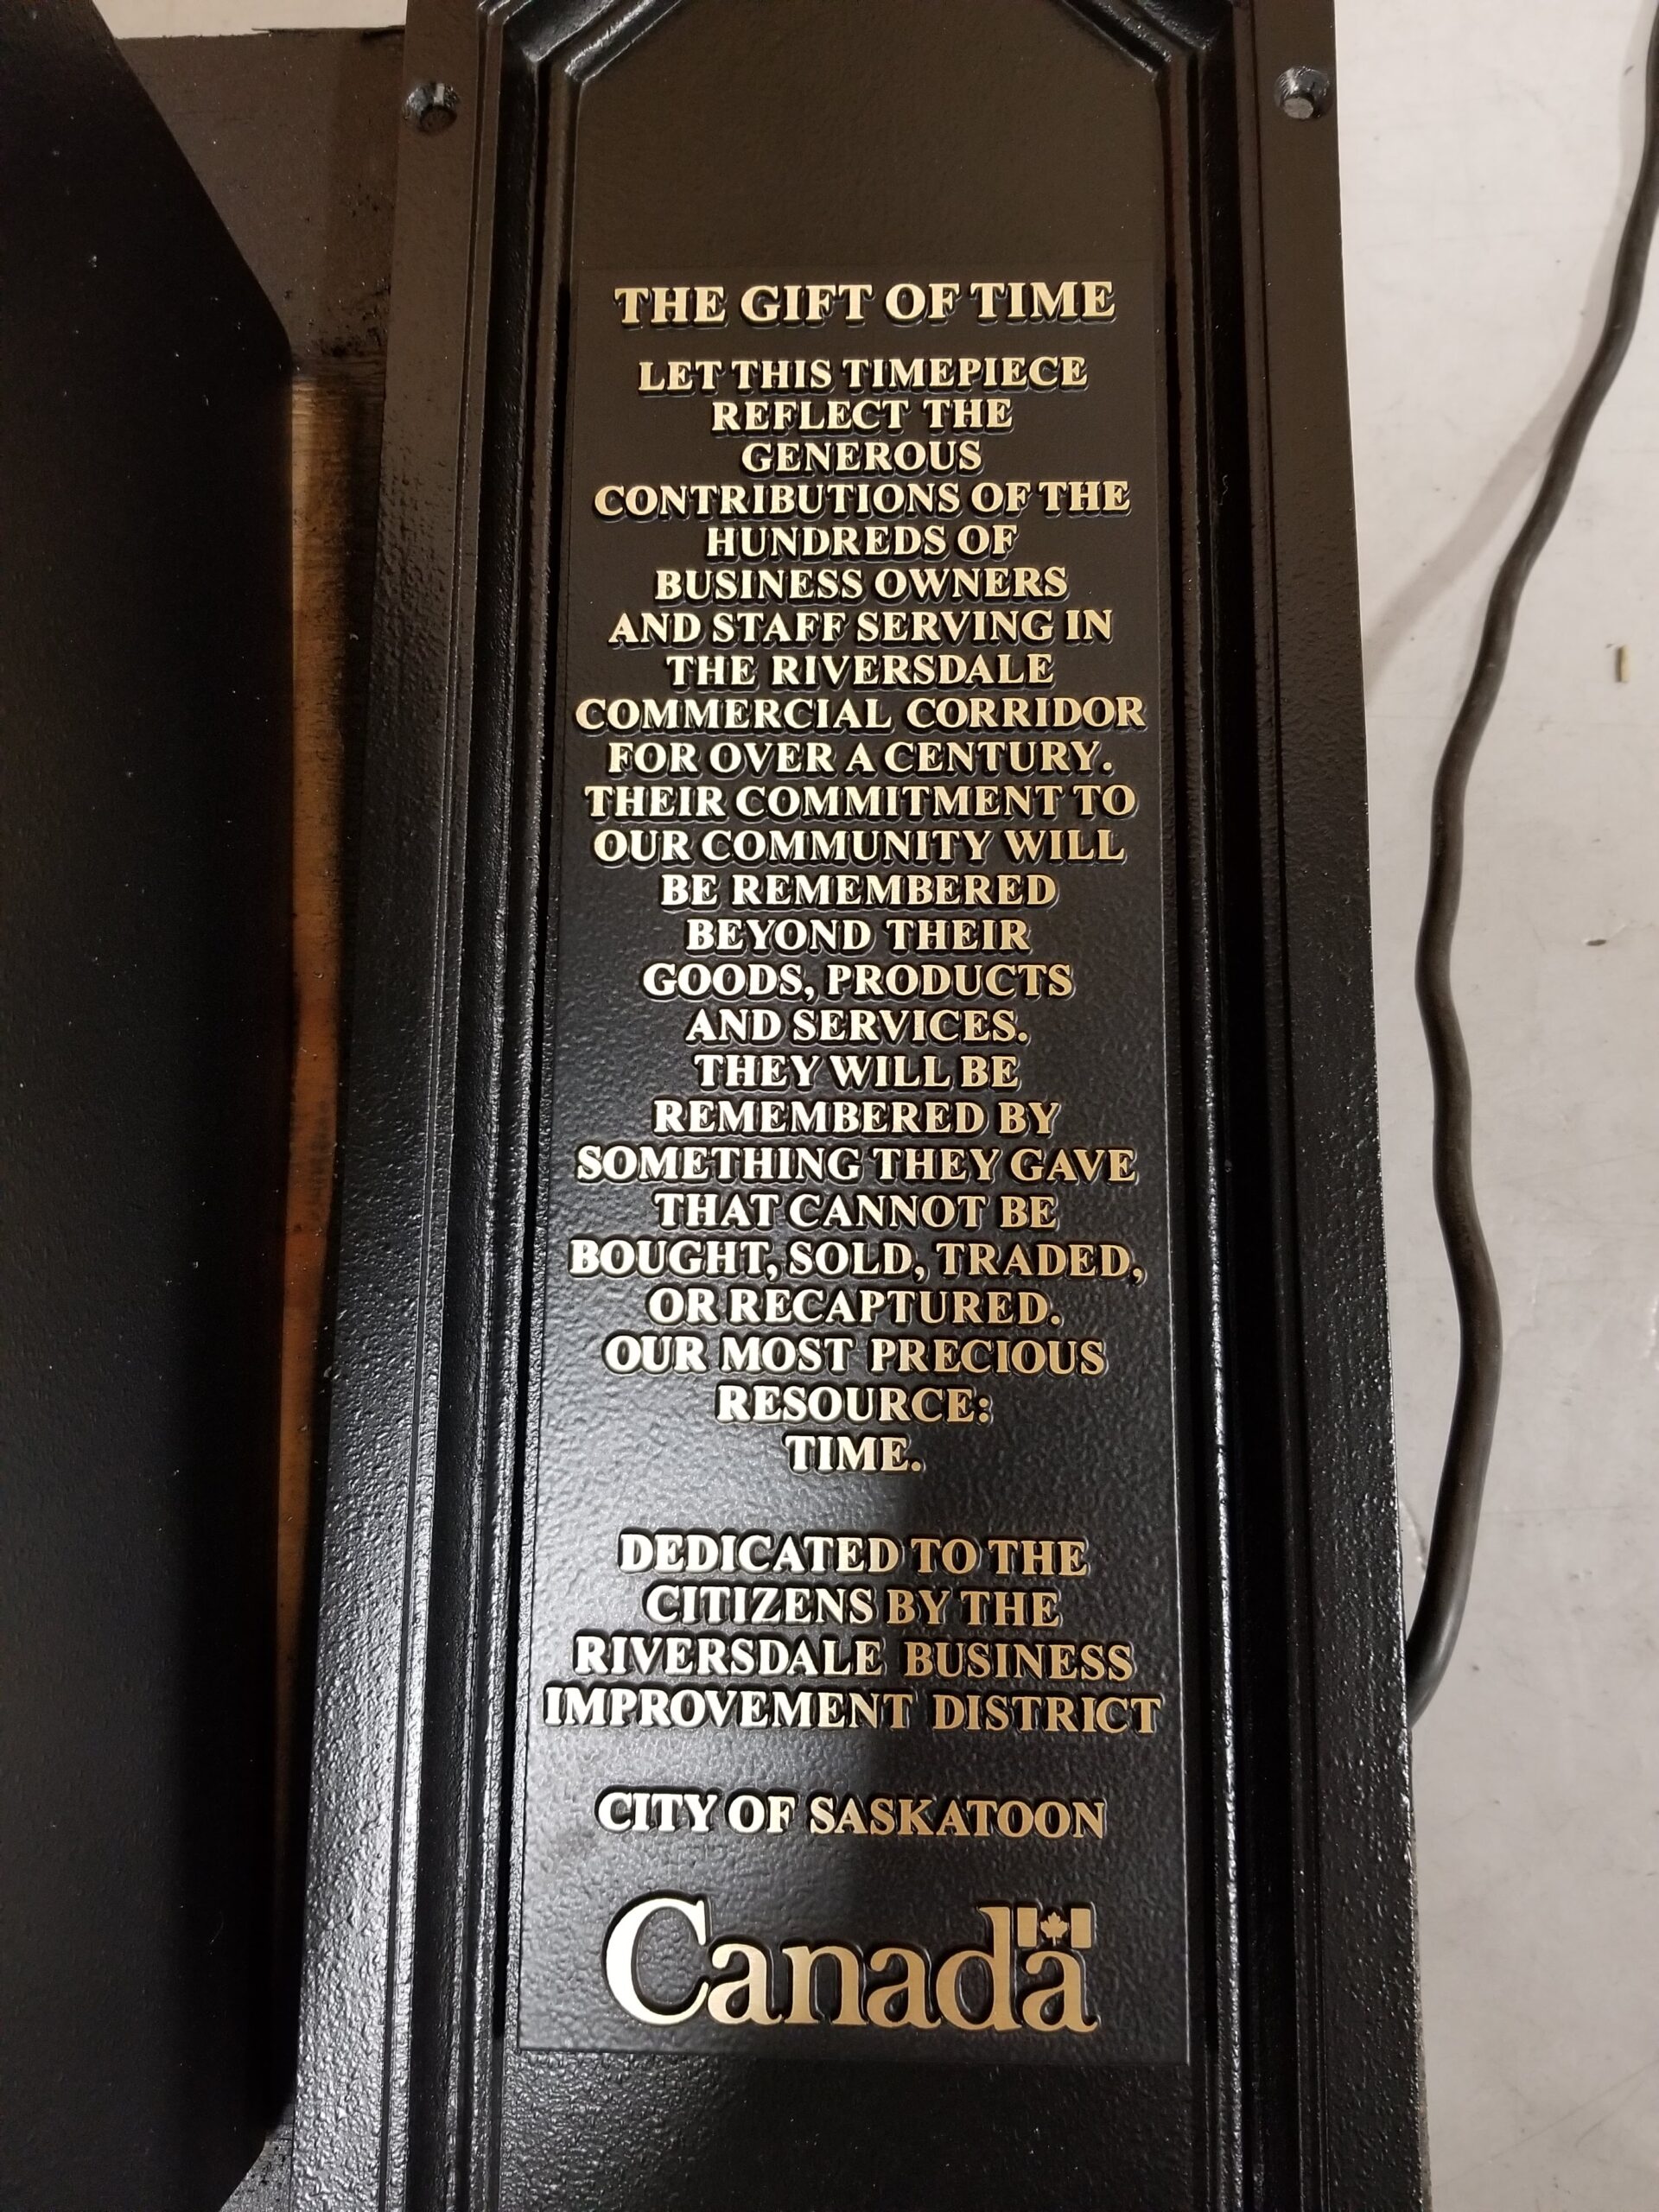 THE GIFT OF TIME
LET THIS TIMEPIECE
REFLECT THE
GENEROUS
CONTRIBUTIONS OF THE
HUNDREDS OF
BUSINESS OWNERS
AND STAFF SERVING IN
THE RIVERSDALE
COMMERCIAL CORRIDOR
FOR OVER A CENTURY.
THEIR COMMITMENT TO
OUR COMMUNITY WILL
BE REMEMBERED
BEYOND THEIR
GOODS, PRODUCTS
AND SERVICES.
THEY WILL BE
REMEMBERED BY
SOMETHING THEY GAVE
THAT CANNOT BE
BOUGHT, SOLD, TRADED,
OR RECAPTURED.
OUR MOST PRECIOUS
RESOURCE:
TIME.
DEDICATED TO THE
CITIZENS BY THE
RIVERSDALE BUSINESS
IMPROVEMENT DISTRICT
CITY OF SASKATOON
Canada